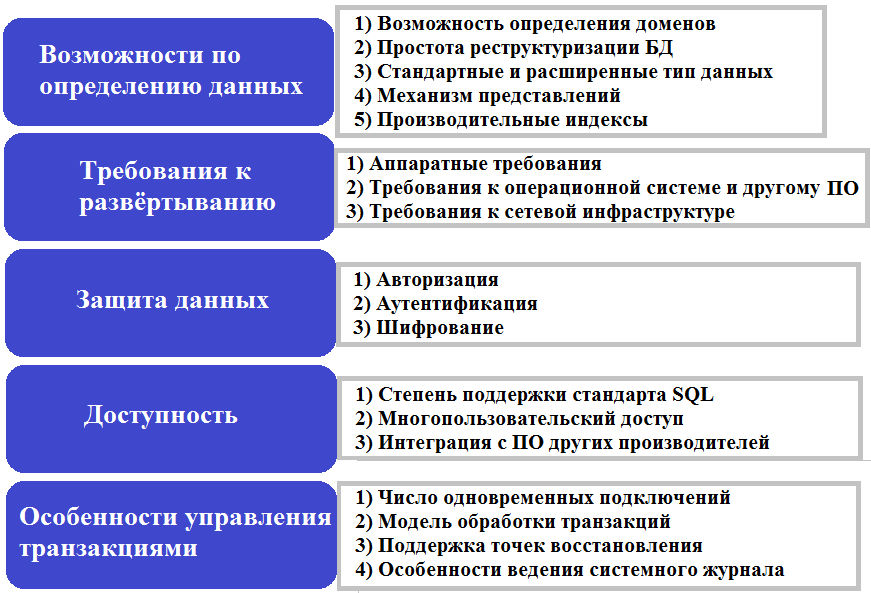 Возможности по
определению данных
1) Возможность определения доменов
2) Простота реструктуризации БД
3) Стандартные и расширенные тип данных
4) Механизм представлений
5) Производительные индексы
Требования к
развёртыванию
1) Аппаратные требования
2) Требования к операционной системе и другому ПО
3) Требования к сетевой инфраструктуре
Защита данных
1) Авторизация
2) Аутентификация
3) Шифрование
Доступность
1) Степень поддержки стандарта SQL
2) Многопользовательский доступ
3) Интеграция с ПО других производителей
Особенности управления
транзакциями
1) Число одновременных подключений
2) Модель обработки транзакций
3) Поддержка точек восстановления
4) Особенности ведения системного журнала